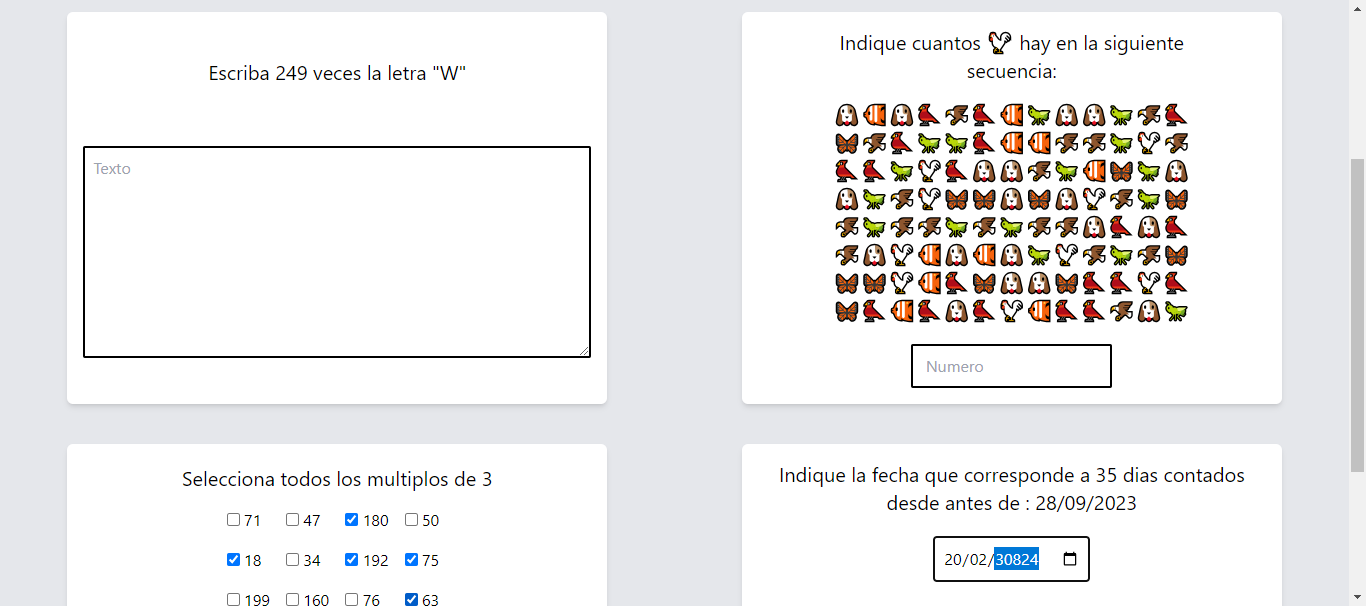 Escriba 249 veces la letra "W"
Texto
Indique cuantos 🐓 hay en la siguiente
secuencia:
Numero
Selecciona todos los multiplos de 3
71 47 180 50
18 34 192 75
199 160 76 63
Indique la fecha que corresponde a 35 dias contados
desde antes de : 28/09/2023
20/02/30824